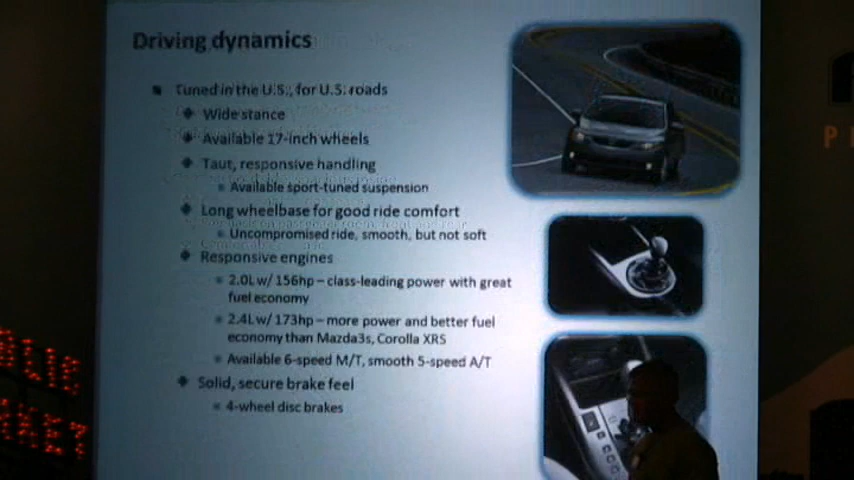 Driving dynamics
Tuned in the U.S., for U.S. roads
Wide stance
Available 17-inch wheels
Taut, responsive handling
Available sport-tuned suspension
Long wheelbase for good ride comfort
Uncompromised ride, smooth, but not soft
Responsive engines
2.0L w/ 156hp – class-leading power with great
fuel economy
2.4L w/ 173hp – more power and better fuel
economy than Mazda3s, Corolla XRS
Available 6-speed M/T, smooth 5-speed A/T
Solid, secure brake feel
4-wheel disc brakes